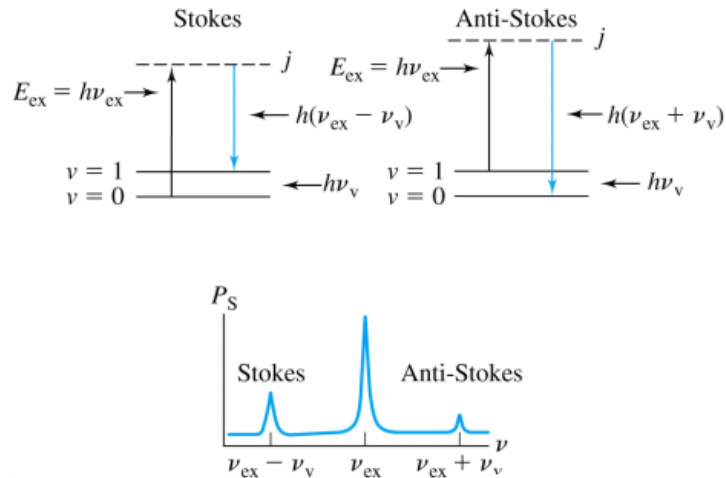 Stokes
Anti-Stokes
j
j
E_ex = hν_ex
E_ex = hν_ex
h(ν_ex − ν_v)
h(ν_ex + ν_v)
v = 1
v = 0
hν_v
v = 1
v = 0
hν_v
P_S
Stokes
Anti-Stokes
ν
ν_ex − ν_v
ν_ex
ν_ex + ν_v